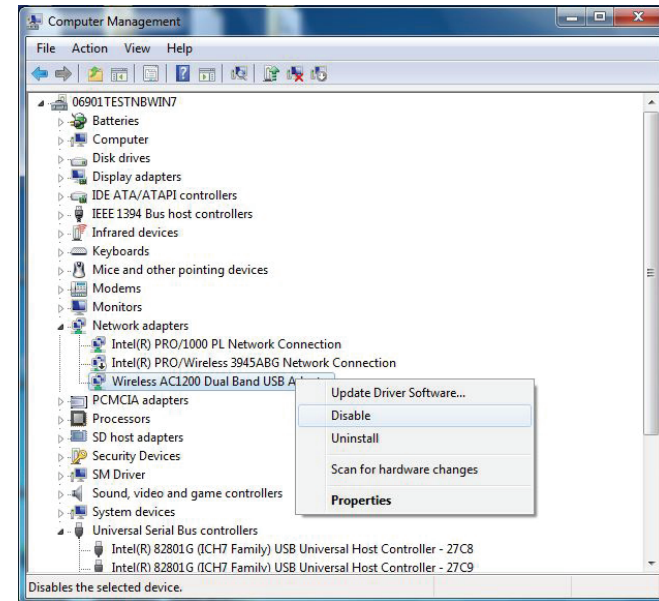 Computer Management
File Action View Help
06901TESTNBWIN7
Batteries
Computer
Disk drives
Display adapters
IDE ATA/ATAPI controllers
IEEE 1394 Bus host controllers
Infrared devices
Keyboards
Mice and other pointing devices
Modems
Monitors
Network adapters
Intel(R) PRO/1000 PL Network Connection
Intel(R) PRO/Wireless 3945ABG Network Connection
Wireless AC1200 Dual Band USB
PCMCIA adapters
Processors
SD host adapters
Security Devices
SM Driver
Sound, video and game controllers
System devices
Universal Serial Bus controllers
Intel(R) 82801G (ICH7 Family) USB Universal Host Controller - 27C8
Intel(R) 82801G (ICH7 Family) USB Universal Host Controller - 27C9
Update Driver Software...
Disable
Uninstall
Scan for hardware changes
Properties
Disables the selected device.